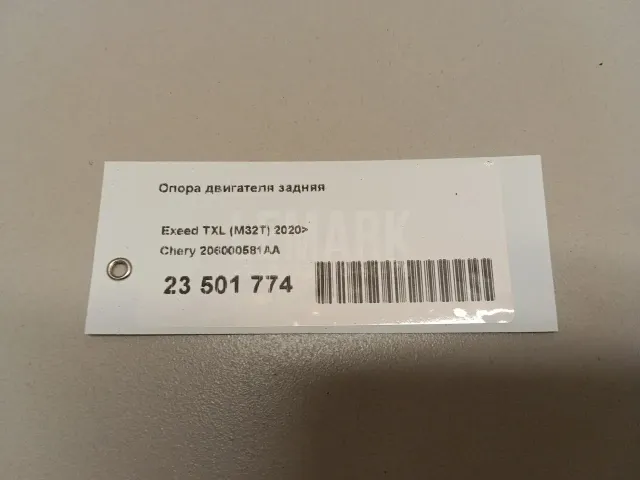 Опора двигателя задняя
Exeed TXL (M32T) 2020>
Chery 206000581AA
23 501 774